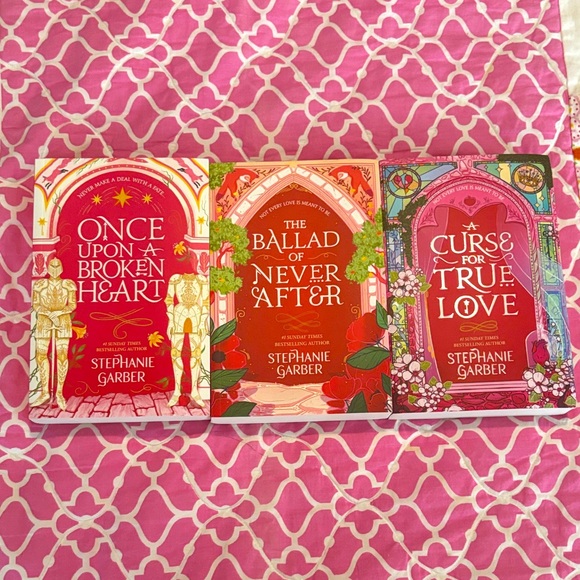 NEVER MAKE A DEAL WITH A FATE.
ONCE
UPON A
BROKEN
HEART
#1 SUNDAY TIMES
BESTSELLING AUTHOR
STEPHANIE
GARBER
NOT EVERY LOVE IS MEANT TO BE.
THE
BALLAD
OF
NEVER
AFTER
#1 SUNDAY TIMES
BESTSELLING AUTHOR
STEPHANIE
GARBER
A
CURSE
FOR
TRUE
LOVE
#1 SUNDAY TIMES
BESTSELLING AUTHOR
STEPHANIE
GARBER